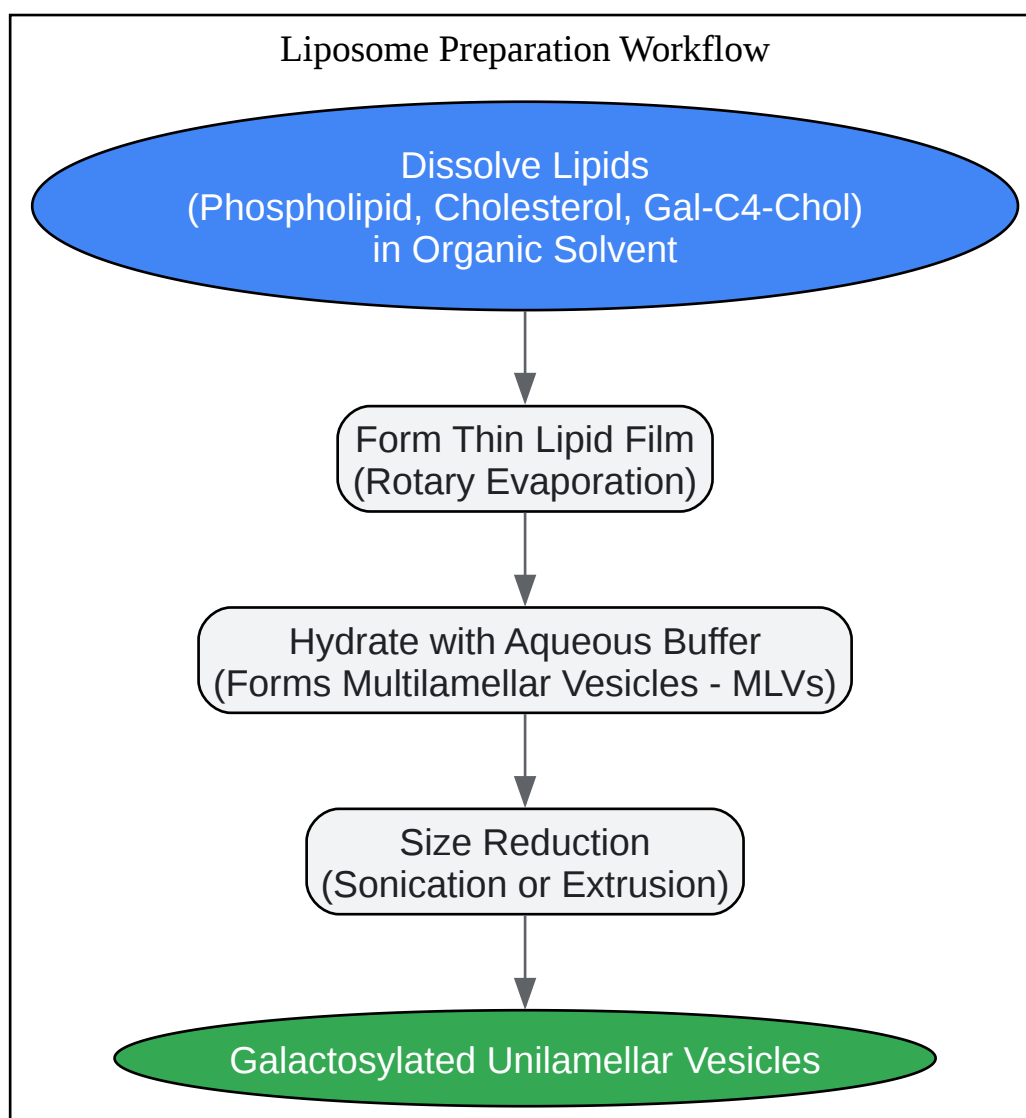 Liposome Preparation Workflow
Dissolve Lipids
(Phospholipid, Cholesterol, Gal-C4-Chol)
in Organic Solvent
Form Thin Lipid Film
(Rotary Evaporation)
Hydrate with Aqueous Buffer
(Forms Multilamellar Vesicles - MLVs)
Size Reduction
(Sonication or Extrusion)
Galactosylated Unilamellar Vesicles